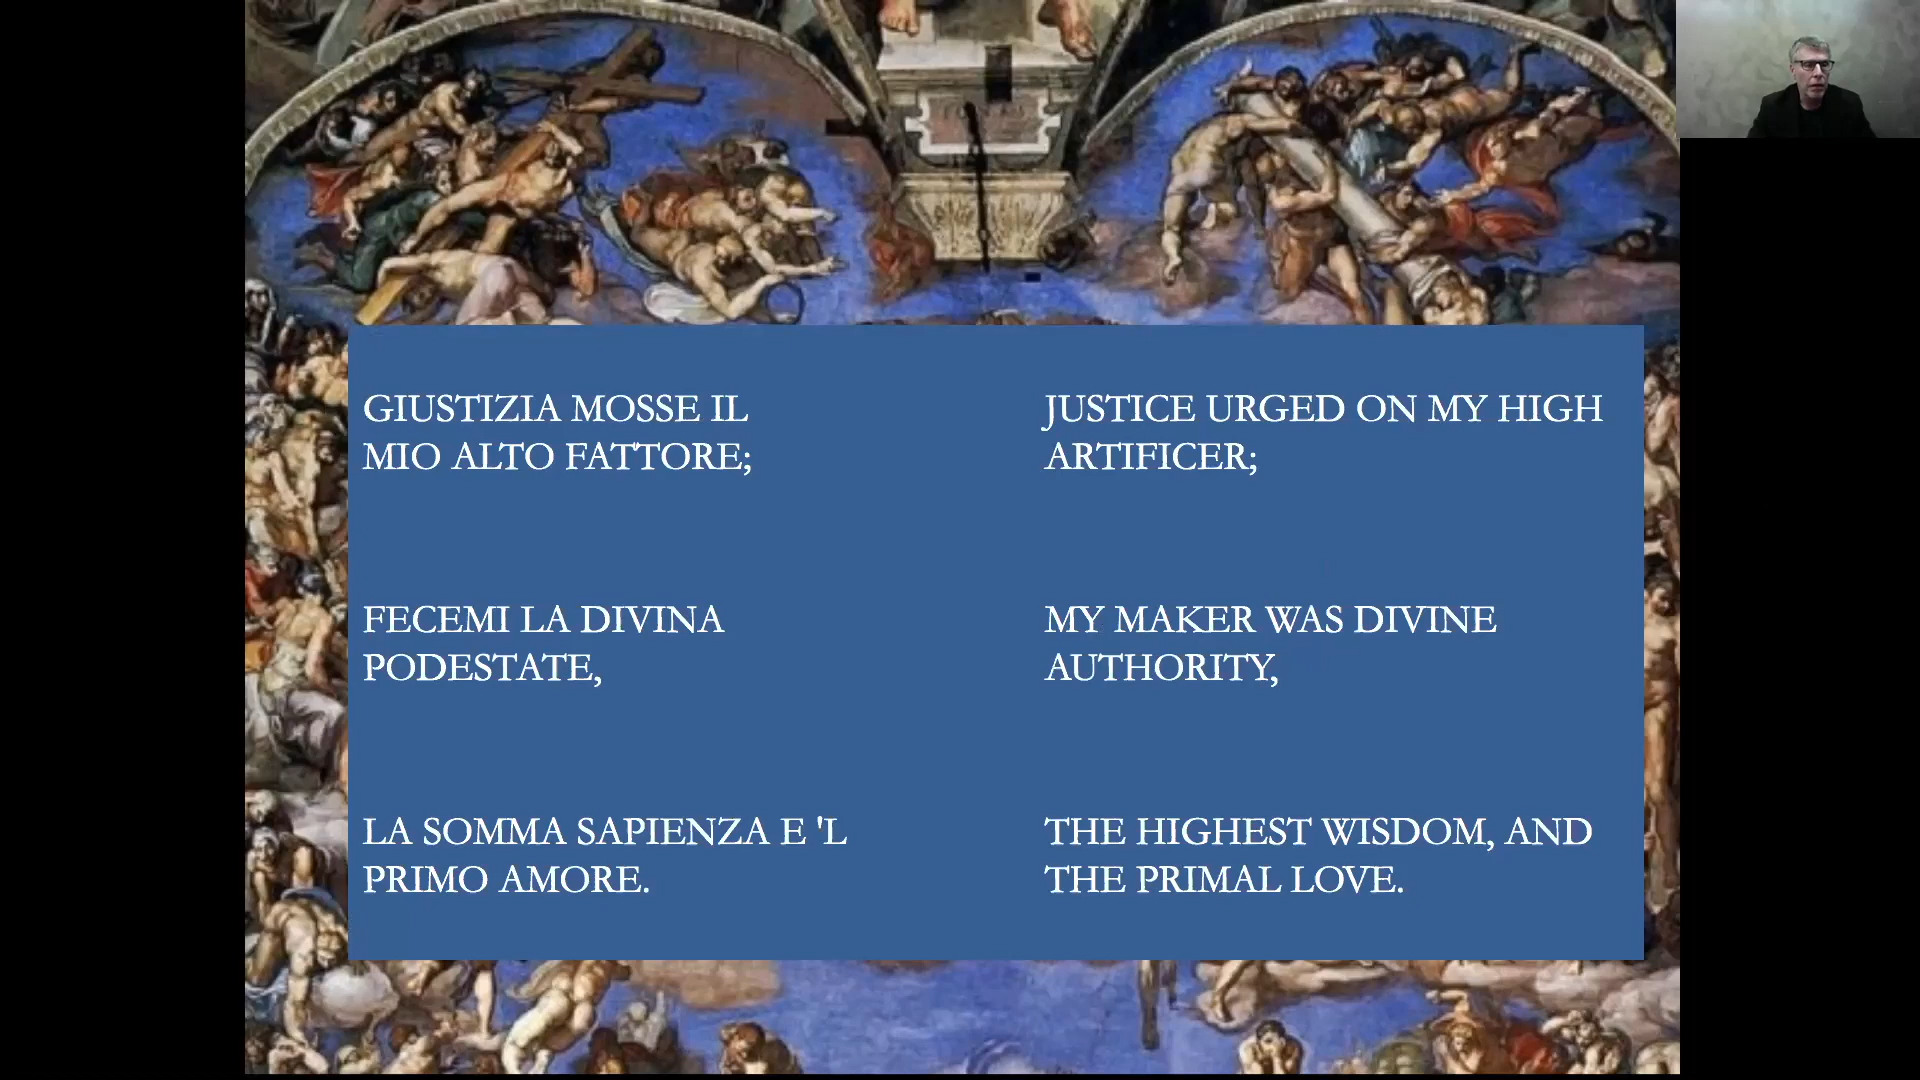 GIUSTIZIA MOSSE IL
MIO ALTO FATTORE;
JUSTICE URGED ON MY HIGH
ARTIFICER;
FECEMI LA DIVINA
PODESTATE,
MY MAKER WAS DIVINE
AUTHORITY,
LA SOMMA SAPIENZA E 'L
PRIMO AMORE.
THE HIGHEST WISDOM, AND
THE PRIMAL LOVE.